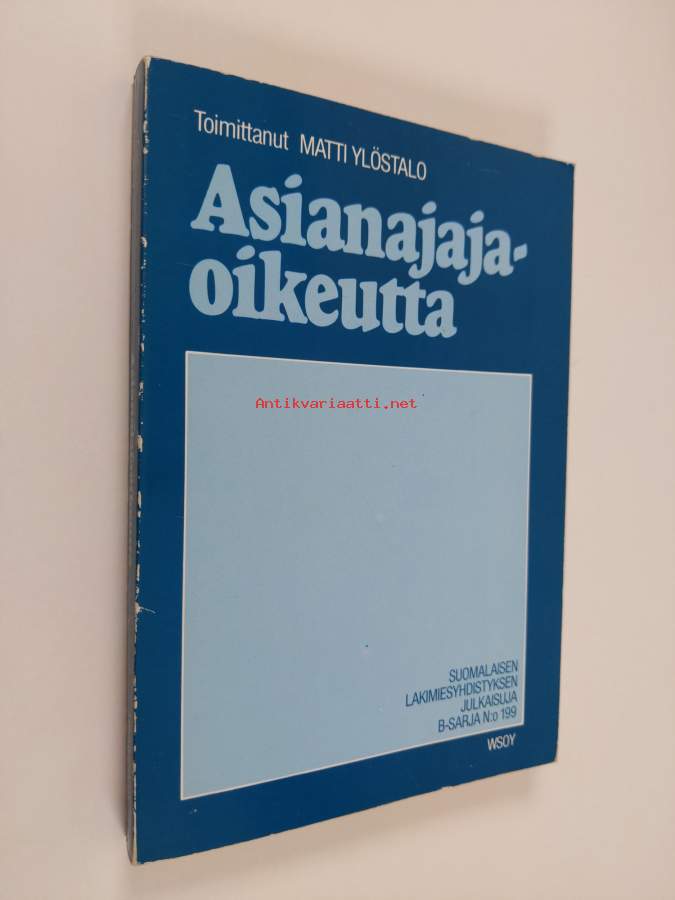 Toimittanut MATTI YLÖSTALO
Asianajaja-
oikeutta
Antikvariaatti.net
SUOMALAISEN
LAKIMIESYHDISTYKSEN
JULKAISUJA
B-SARJA N:o 199
WSOY